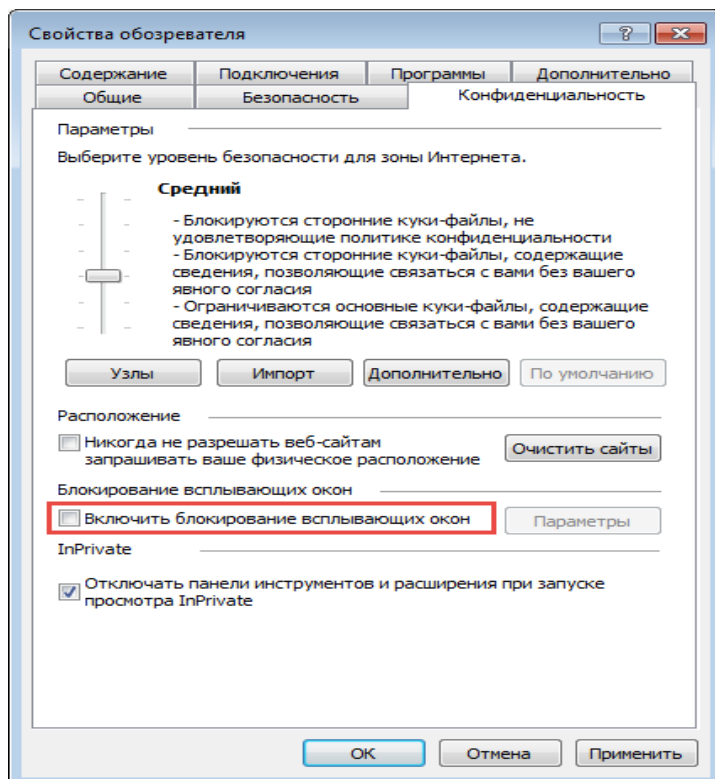 Свойства обозревателя
Содержание Подключения Программы Дополнительно
Общие Безопасность Конфиденциальность
Параметры
Выберите уровень безопасности для зоны Интернета.
Средний
- Блокируются сторонние куки-файлы, не
удовлетворяющие политике конфиденциальности
- Блокируются сторонние куки-файлы, содержащие
сведения, позволяющие связаться с вами без вашего
явного согласия
- Ограничиваются основные куки-файлы, содержащие
сведения, позволяющие связаться с вами без вашего
явного согласия
Узлы Импорт Дополнительно По умолчанию
Расположение
Никогда не разрешать веб-сайтам
запрашивать ваше физическое расположение
Очистить сайты
Блокирование всплывающих окон
Включить блокирование всплывающих окон Параметры
InPrivate
Отключать панели инструментов и расширения при запуске
просмотра InPrivate
ОК Отмена Применить